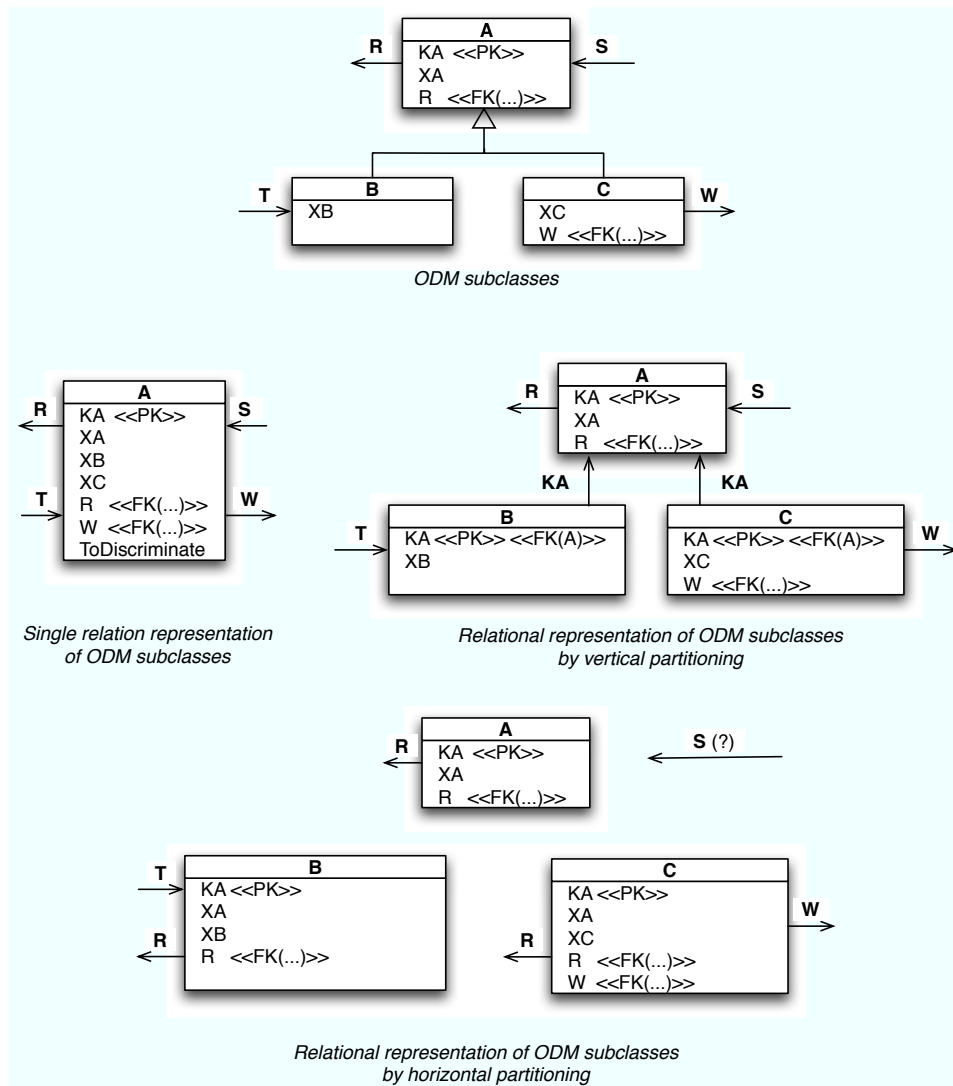 A
R
KA <<PK>>
S
XA
R <<FK(...)>>
B
C
T
XB
XC
W
W <<FK(...)>>
ODM subclasses
A
R
KA <<PK>>
S
XA
XB
XC
T
R <<FK(...)>>
W
W <<FK(...)>>
ToDiscriminate
Single relation representation
of ODM subclasses
A
R
KA <<PK>>
S
XA
R <<FK(...)>>
KA
KA
B
C
T
KA <<PK>> <<FK(A)>>
XB
KA <<PK>> <<FK(A)>>
W
XC
W <<FK(...)>>
Relational representation of ODM subclasses
by vertical partitioning
A
R
KA <<PK>>
S (?)
XA
R <<FK(...)>>
B
T
KA <<PK>>
XA
XB
R
R <<FK(...)>>
C
KA <<PK>>
XA
W
XC
R
R <<FK(...)>>
W <<FK(...)>>
Relational representation of ODM subclasses
by horizontal partitioning